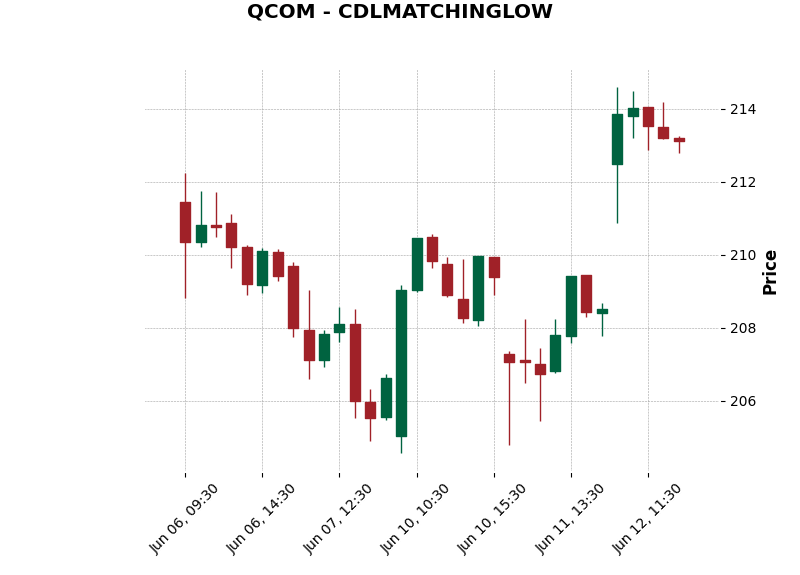 QCOM - CDLMATCHINGLOW
214
212
210
208
206
Price
Jun 06, 09:30
Jun 06, 14:30
Jun 07, 12:30
Jun 10, 10:30
Jun 10, 15:30
Jun 11, 13:30
Jun 12, 11:30